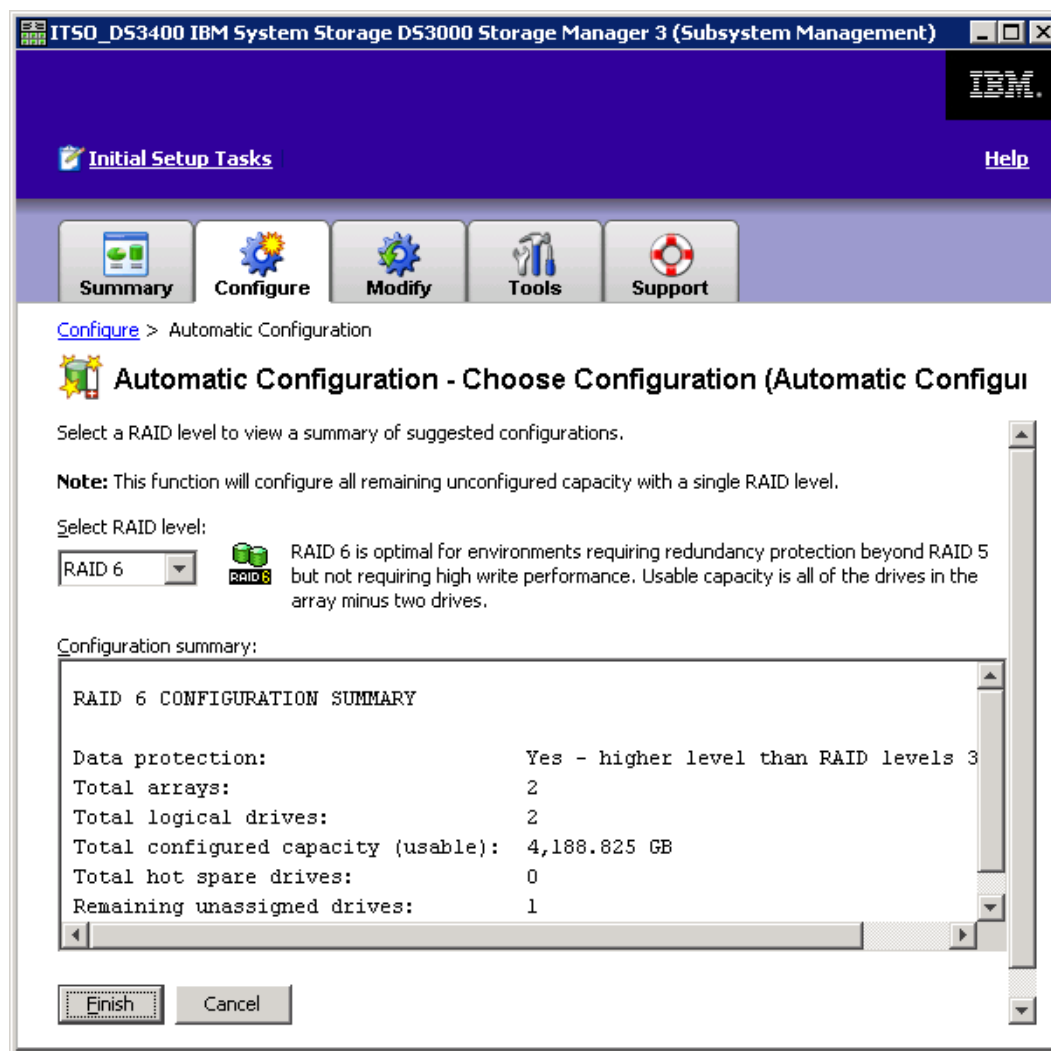 ITSO_DS3400 IBM System Storage DS3000 Storage Manager 3 (Subsystem Management)
IBM.
Initial Setup Tasks
Help
Summary
Configure
Modify
Tools
Support
Configure > Automatic Configuration
Automatic Configuration - Choose Configuration (Automatic Configur
Select a RAID level to view a summary of suggested configurations.
Note: This function will configure all remaining unconfigured capacity with a single RAID level.
Select RAID level:
RAID 6
RAID 6
RAID 6 is optimal for environments requiring redundancy protection beyond RAID 5
but not requiring high write performance. Usable capacity is all of the drives in the
array minus two drives.
Configuration summary:
RAID 6 CONFIGURATION SUMMARY
Data protection: Yes - higher level than RAID levels 3
Total arrays: 2
Total logical drives: 2
Total configured capacity (usable): 4,188.825 GB
Total hot spare drives: 0
Remaining unassigned drives: 1
Finish
Cancel